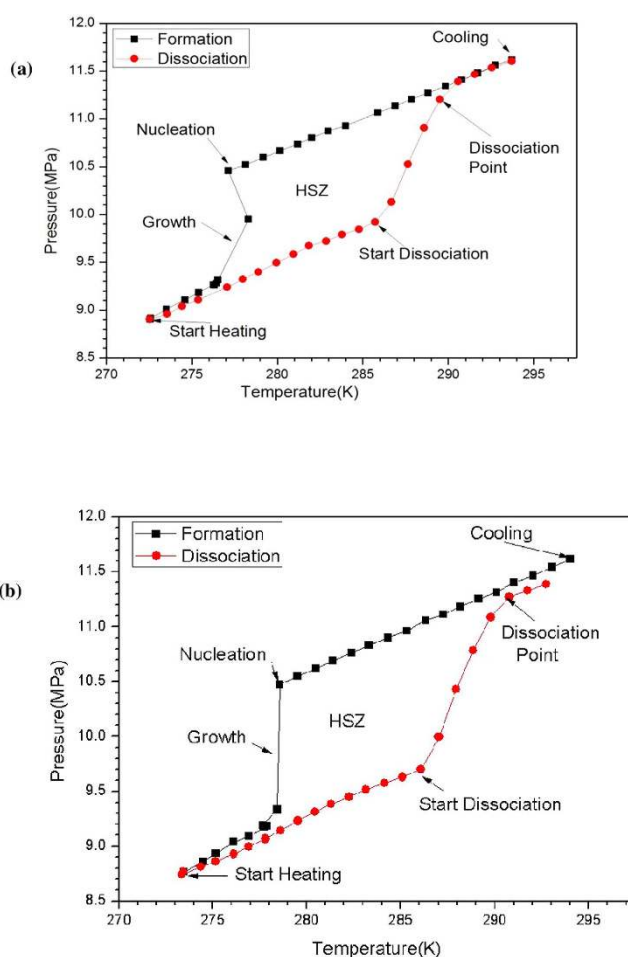 (a)
12.0
11.5
11.0
10.5
10.0
9.5
9.0
8.5
Pressure(MPa)
Formation
Dissociation
Cooling
Nucleation
Dissociation
Point
HSZ
Growth
Start Dissociation
Start Heating
270 275 280 285 290 295
Temperature(K)
(b)
12.0
11.5
11.0
10.5
10.0
9.5
9.0
8.5
Pressure(MPa)
Formation
Dissociation
Cooling
Nucleation
Dissociation
Point
HSZ
Growth
Start Dissociation
Start Heating
270 275 280 285 290 295
Temperature(K)